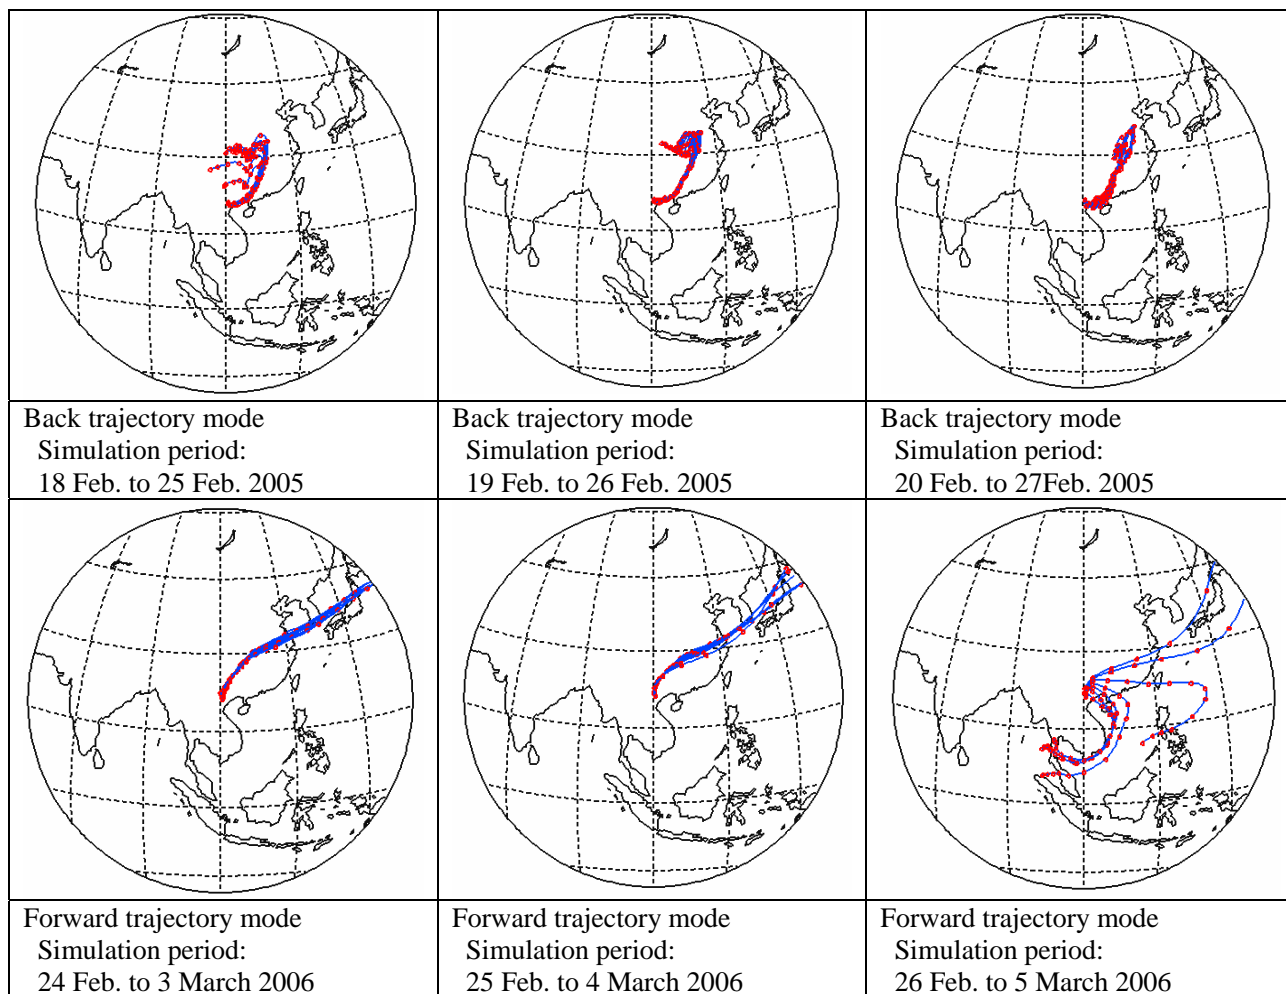 Back trajectory mode
Simulation period:
18 Feb. to 25 Feb. 2005
Back trajectory mode
Simulation period:
19 Feb. to 26 Feb. 2005
Back trajectory mode
Simulation period:
20 Feb. to 27Feb. 2005
Forward trajectory mode
Simulation period:
24 Feb. to 3 March 2006
Forward trajectory mode
Simulation period:
25 Feb. to 4 March 2006
Forward trajectory mode
Simulation period:
26 Feb. to 5 March 2006